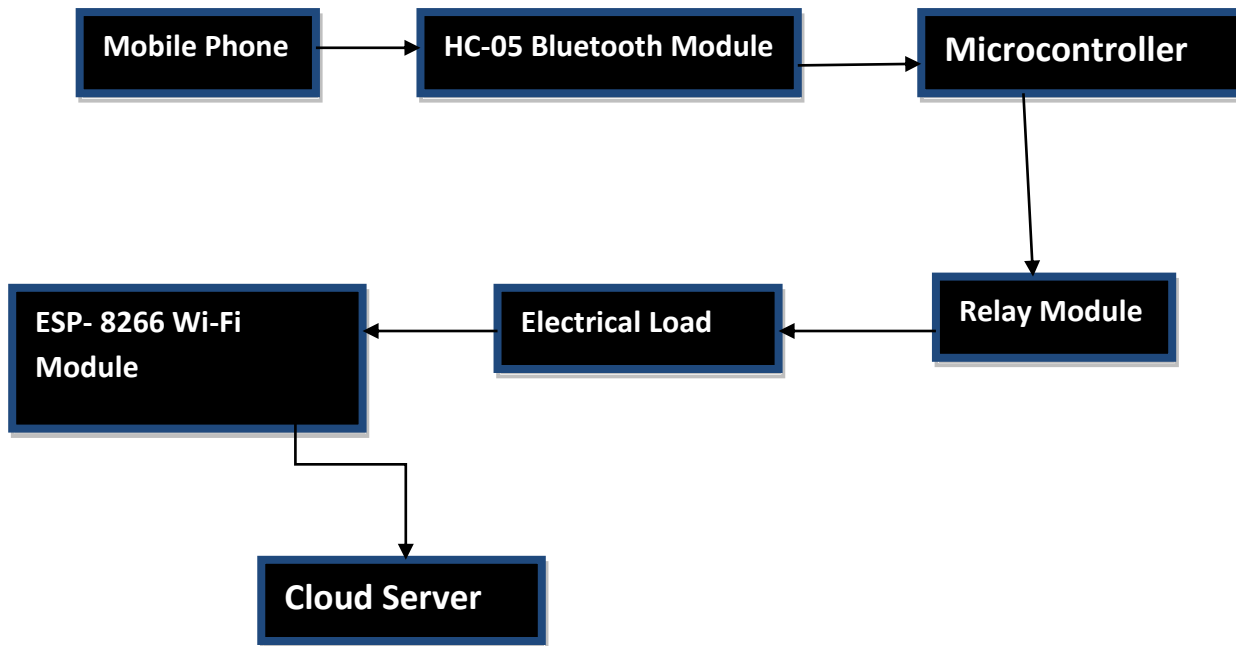 Mobile Phone
HC-05 Bluetooth Module
Microcontroller
Relay Module
Electrical Load
ESP- 8266 Wi-Fi
Module
Cloud Server